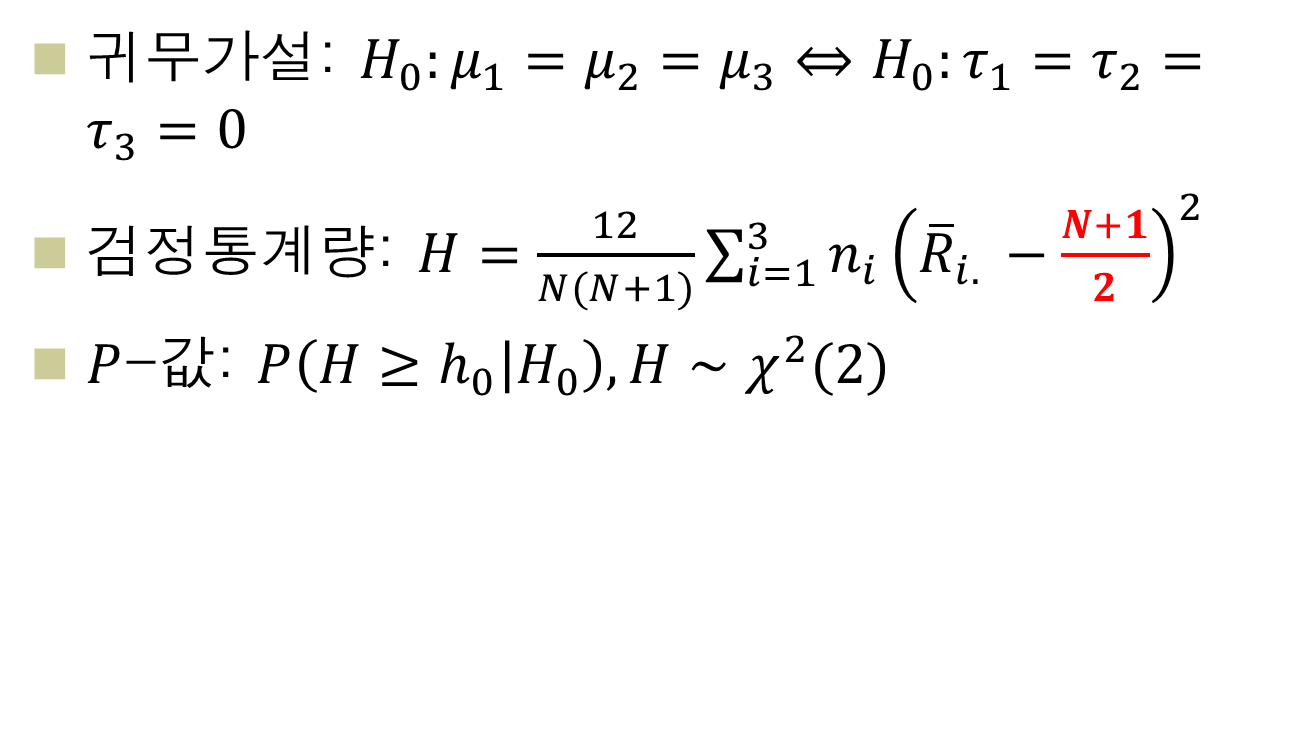 ■ 귀무가설: H₀: μ₁ = μ₂ = μ₃ ⇔ H₀: τ₁ = τ₂ =
τ₃ = 0
■ 검정통계량: H = 12/N(N+1) ∑³ᵢ₌₁ nᵢ (R̄ᵢ. − N+1/2)²
■ P−값: P(H ≥ h₀|H₀), H ~ χ²(2)